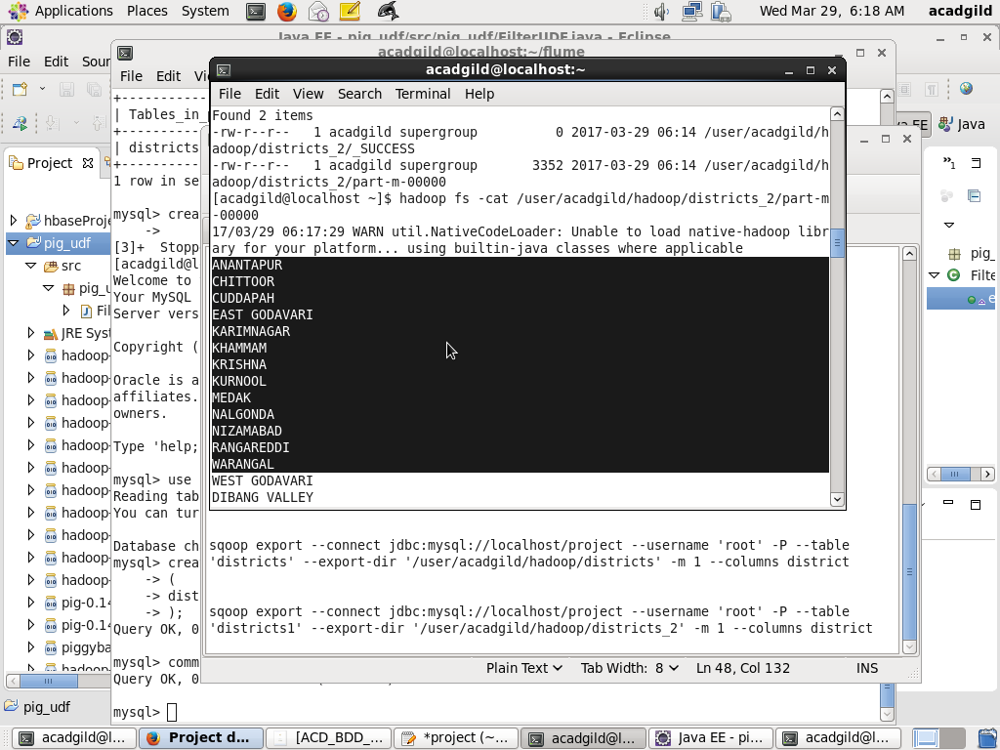 Applications Places System Wed Mar 29, 6:18 AM acadgild
Java EE - pig_udf/src/pig_udf/FilterUDF.java - Eclipse
File Edit
acadgild@localhost:~/flume
File Edit
acadgild@localhost:~
File Edit View Search Terminal Help
Found 2 items
-rw-r--r-- 1 acadgild supergroup 0 2017-03-29 06:14 /user/acadgild/h
adoop/districts_2/_SUCCESS
-rw-r--r-- 1 acadgild supergroup 3352 2017-03-29 06:14 /user/acadgild/h
adoop/districts_2/part-m-00000
[acadgild@localhost ~]$ hadoop fs -cat /user/acadgild/hadoop/districts_2/part-m
-00000
17/03/29 06:17:29 WARN util.NativeCodeLoader: Unable to load native-hadoop libr
ary for your platform... using builtin-java classes where applicable
ANANTAPUR
CHITTOOR
CUDDAPAH
EAST GODAVARI
KARIMNAGAR
KHAMMAM
KRISHNA
KURNOOL
MEDAK
NALGONDA
NIZAMABAD
RANGAREDDI
WARANGAL
WEST GODAVARI
DIBANG VALLEY
sqoop export --connect jdbc:mysql://localhost/project --username 'root' -P --table
'districts' --export-dir '/user/acadgild/hadoop/districts' -m 1 --columns district
sqoop export --connect jdbc:mysql://localhost/project --username 'root' -P --table
'districts1' --export-dir '/user/acadgild/hadoop/districts_2' -m 1 --columns district
Plain Text Tab Width: 8 Ln 48, Col 132 INS
+----------
| Tables_in_
+----------
| districts
1 row in se
mysql> crea
->
[3]+ Stopp
[acadgild@l
Welcome to
Your MySQL
Server vers
Copyright (
Oracle is a
affiliates.
owners.
Type 'help;
mysql> use
Reading tab
You can tur
Database ch
mysql> crea
-> (
-> dist
-> );
Query OK, 0
mysql> comm
Query OK, 0
mysql>
Project
hbaseProje
pig_udf
src
pig_u
Fil
JRE Syst
hadoop-
hadoop-
hadoop-
hadoop-
hadoop-
hadoop-
hadoop-
hadoop-
hadoop-
hadoop-
hadoop-
pig-0.14
pig-0.14
piggyba
hadoop-
pig_udf
EE
Java
1
pig_
Filte
e
acadgild@l... Project d... [ACD_BDD_... *project (~... acadgild@l... Java EE - pi... acadgild@l...